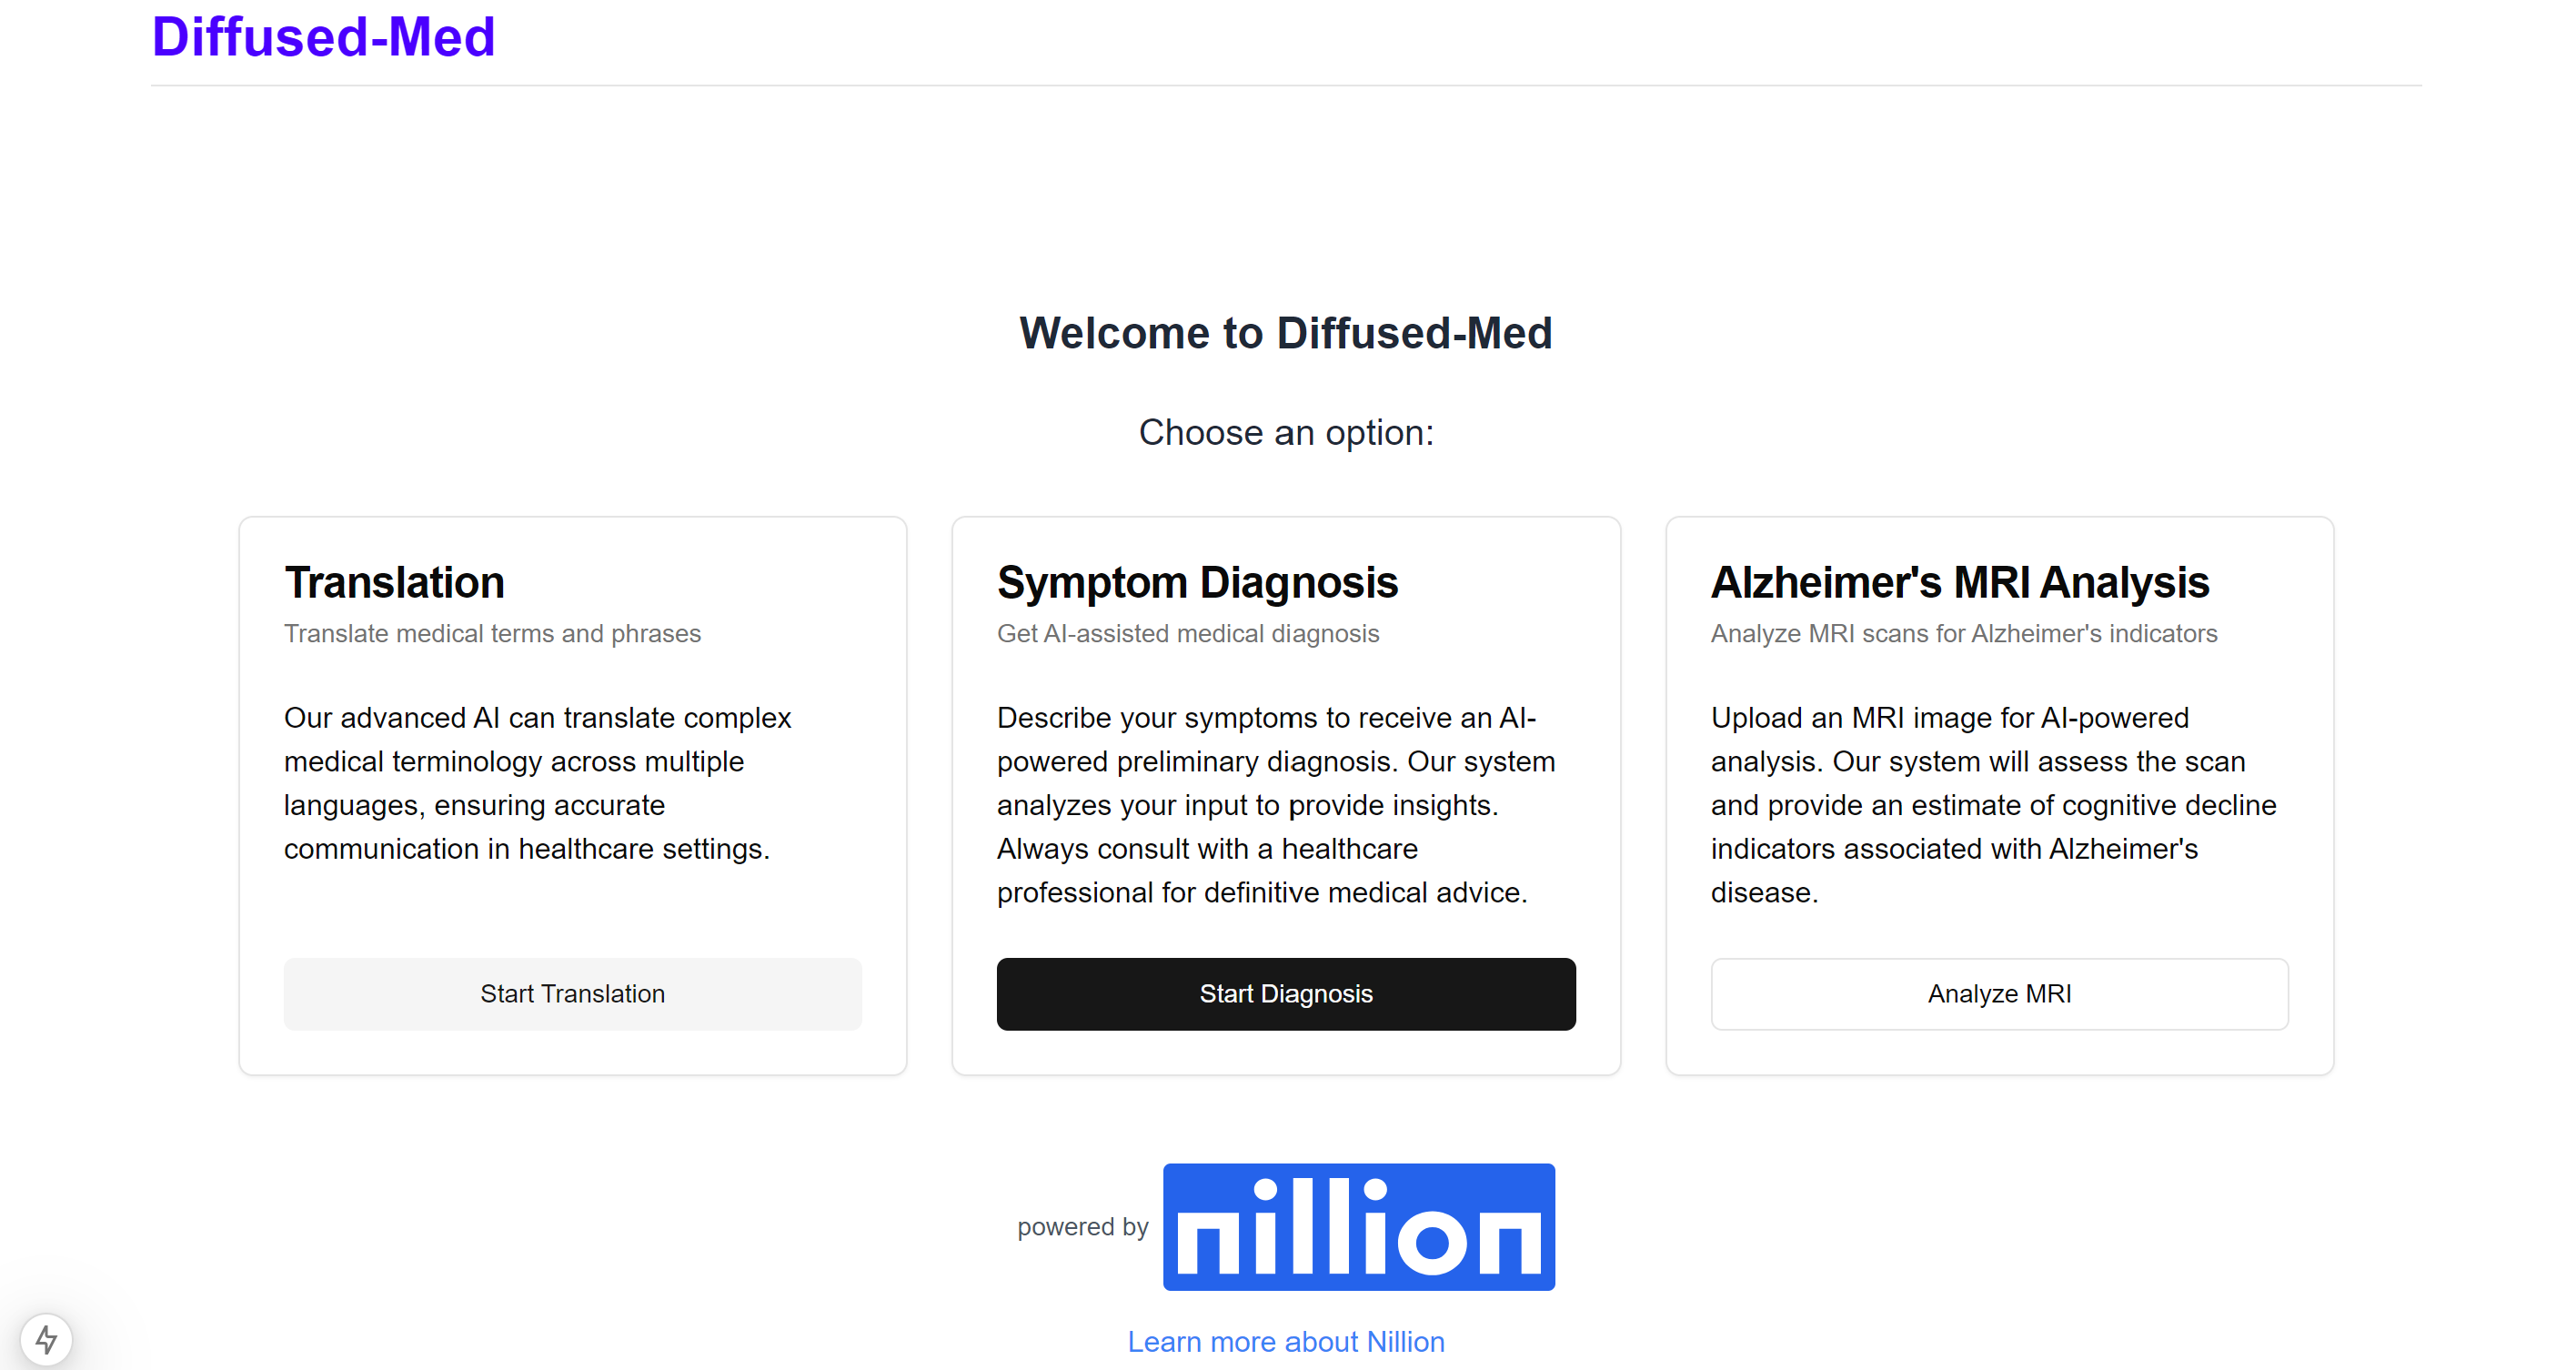 Diffused-Med
Welcome to Diffused-Med
Choose an option:
Translation
Translate medical terms and phrases
Our advanced AI can translate complex
medical terminology across multiple
languages, ensuring accurate
communication in healthcare settings.
Start Translation
Symptom Diagnosis
Get AI-assisted medical diagnosis
Describe your symptoms to receive an AI-
powered preliminary diagnosis. Our system
analyzes your input to provide insights.
Always consult with a healthcare
professional for definitive medical advice.
Start Diagnosis
Alzheimer's MRI Analysis
Analyze MRI scans for Alzheimer's indicators
Upload an MRI image for AI-powered
analysis. Our system will assess the scan
and provide an estimate of cognitive decline
indicators associated with Alzheimer's
disease.
Analyze MRI
powered by nillion
Learn more about Nillion